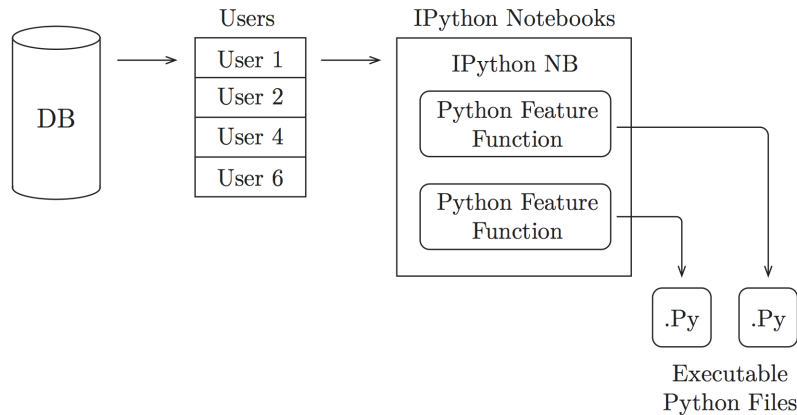 DB
Users
User 1
User 2
User 4
User 6
IPython Notebooks
IPython NB
Python Feature
Function
Python Feature
Function
.Py
.Py
Executable
Python Files